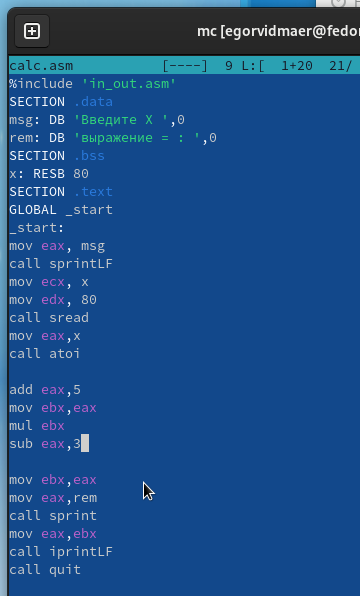 mc [egorvidmaer@fedo
calc.asm [----] 9 L:[ 1+20 21/
%include 'in_out.asm'
SECTION .data
msg: DB 'Введите X ',0
rem: DB 'выражение = : ',0
SECTION .bss
x: RESB 80
SECTION .text
GLOBAL _start
_start:
mov eax, msg
call sprintLF
mov ecx, x
mov edx, 80
call sread
mov eax,x
call atoi
add eax,5
mov ebx,eax
mul ebx
sub eax,3
mov ebx,eax
mov eax,rem
call sprint
mov eax,ebx
call iprintLF
call quit